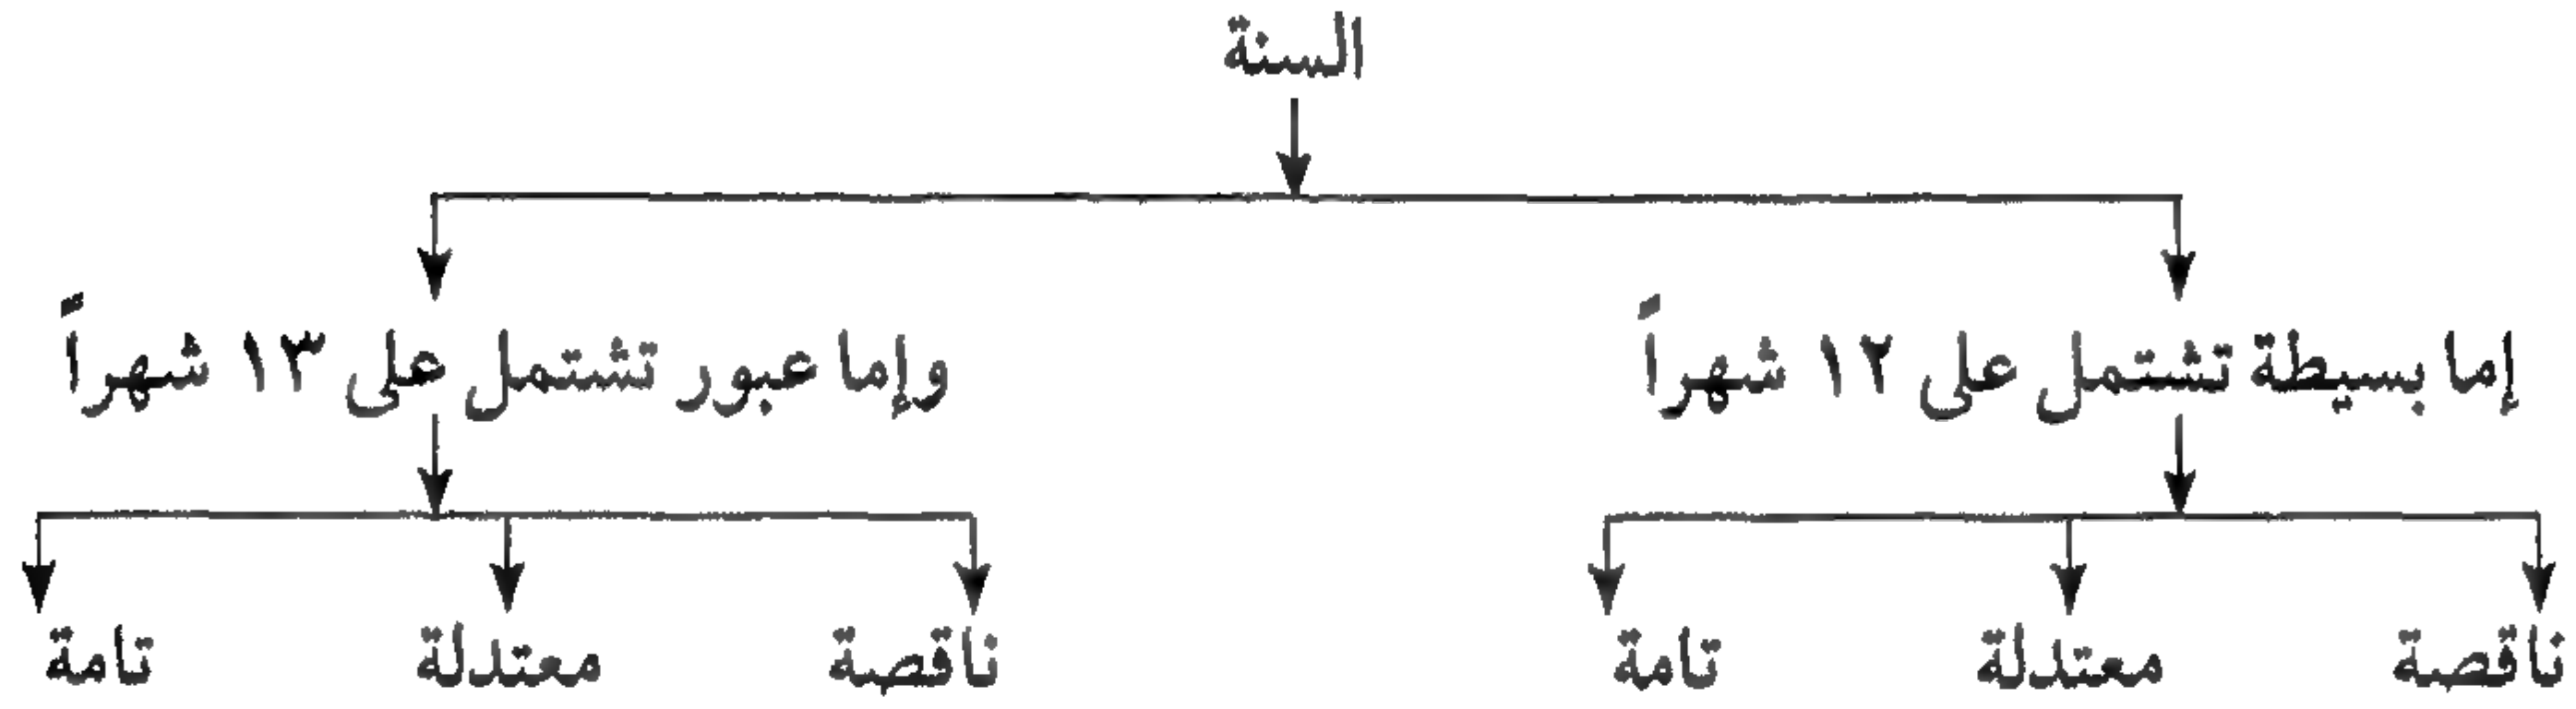 السنة
إما بسيطة تشتمل على ١٢ شهراً
وإما عبور تشتمل على ١٣ شهراً
ناقصة
معتدلة
تامة
ناقصة
معتدلة
تامة